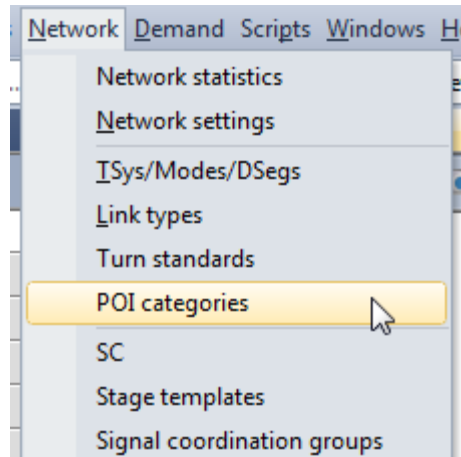 Network Demand Scripts Windows H
Network statistics
Network settings
TSys/Modes/DSegs
Link types
Turn standards
POI categories
SC
Stage templates
Signal coordination groups